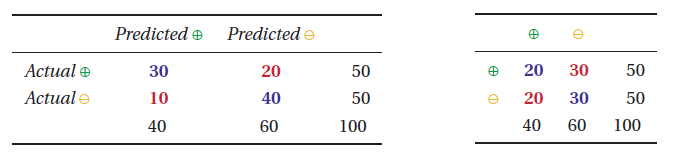 Predicted ⊕ Predicted ⊖
Actual ⊕ 30 20 50
Actual ⊖ 10 40 50
40 60 100
⊕ ⊖
⊕ 20 30 50
⊖ 20 30 50
40 60 100